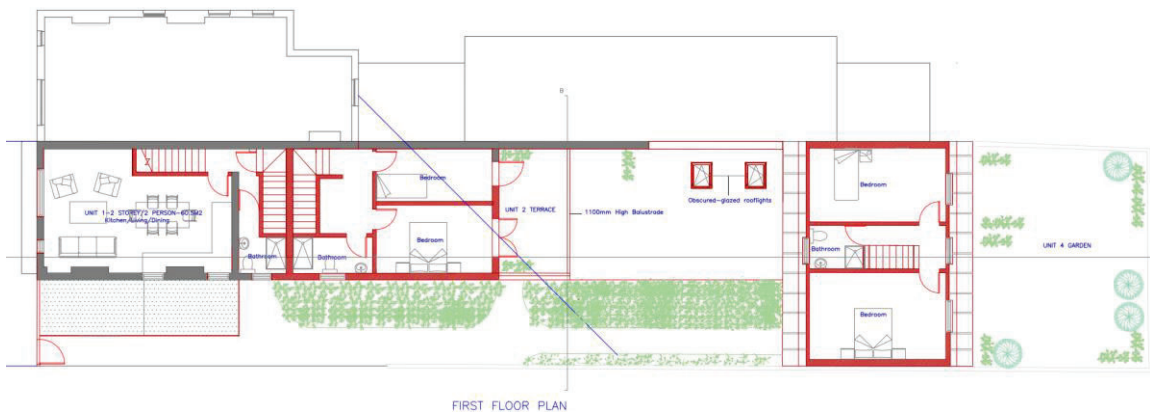 B
Bedroom
Bedroom
UNIT 1-2 STOREY/2 PERSON-60.5M2
Kitchen/Living/Dining
UNIT 2 TERRACE
1100mm High Balustrade
Obscured-glazed rooflights
Bedroom
Bathroom
Bathroom
Bathroom
UNIT 4 GARDEN
Bedroom
FIRST FLOOR PLAN